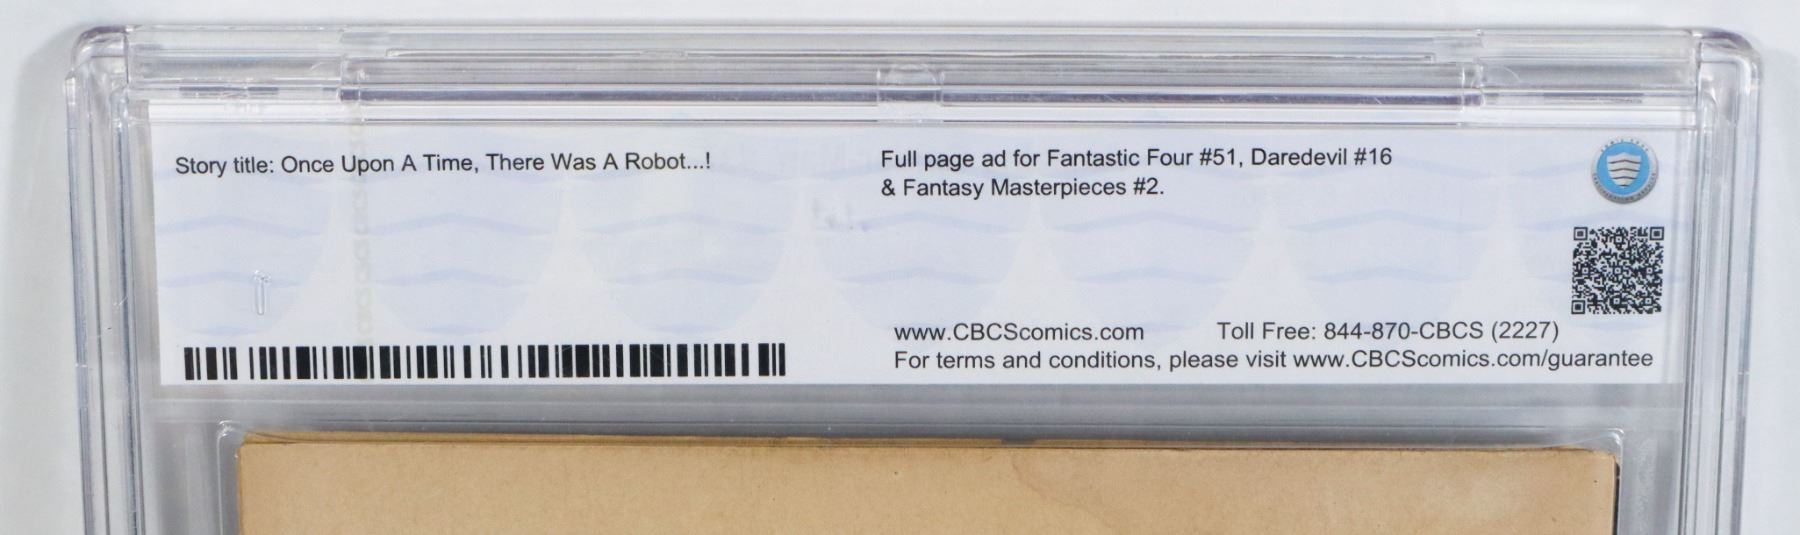 Story title: Once Upon A Time, There Was A Robot...!
Full page ad for Fantastic Four #51, Daredevil #16
& Fantasy Masterpieces #2.
www.CBCScomics.com
Toll Free: 844-870-CBCS (2227)
For terms and conditions, please visit www.CBCScomics.com/guarantee